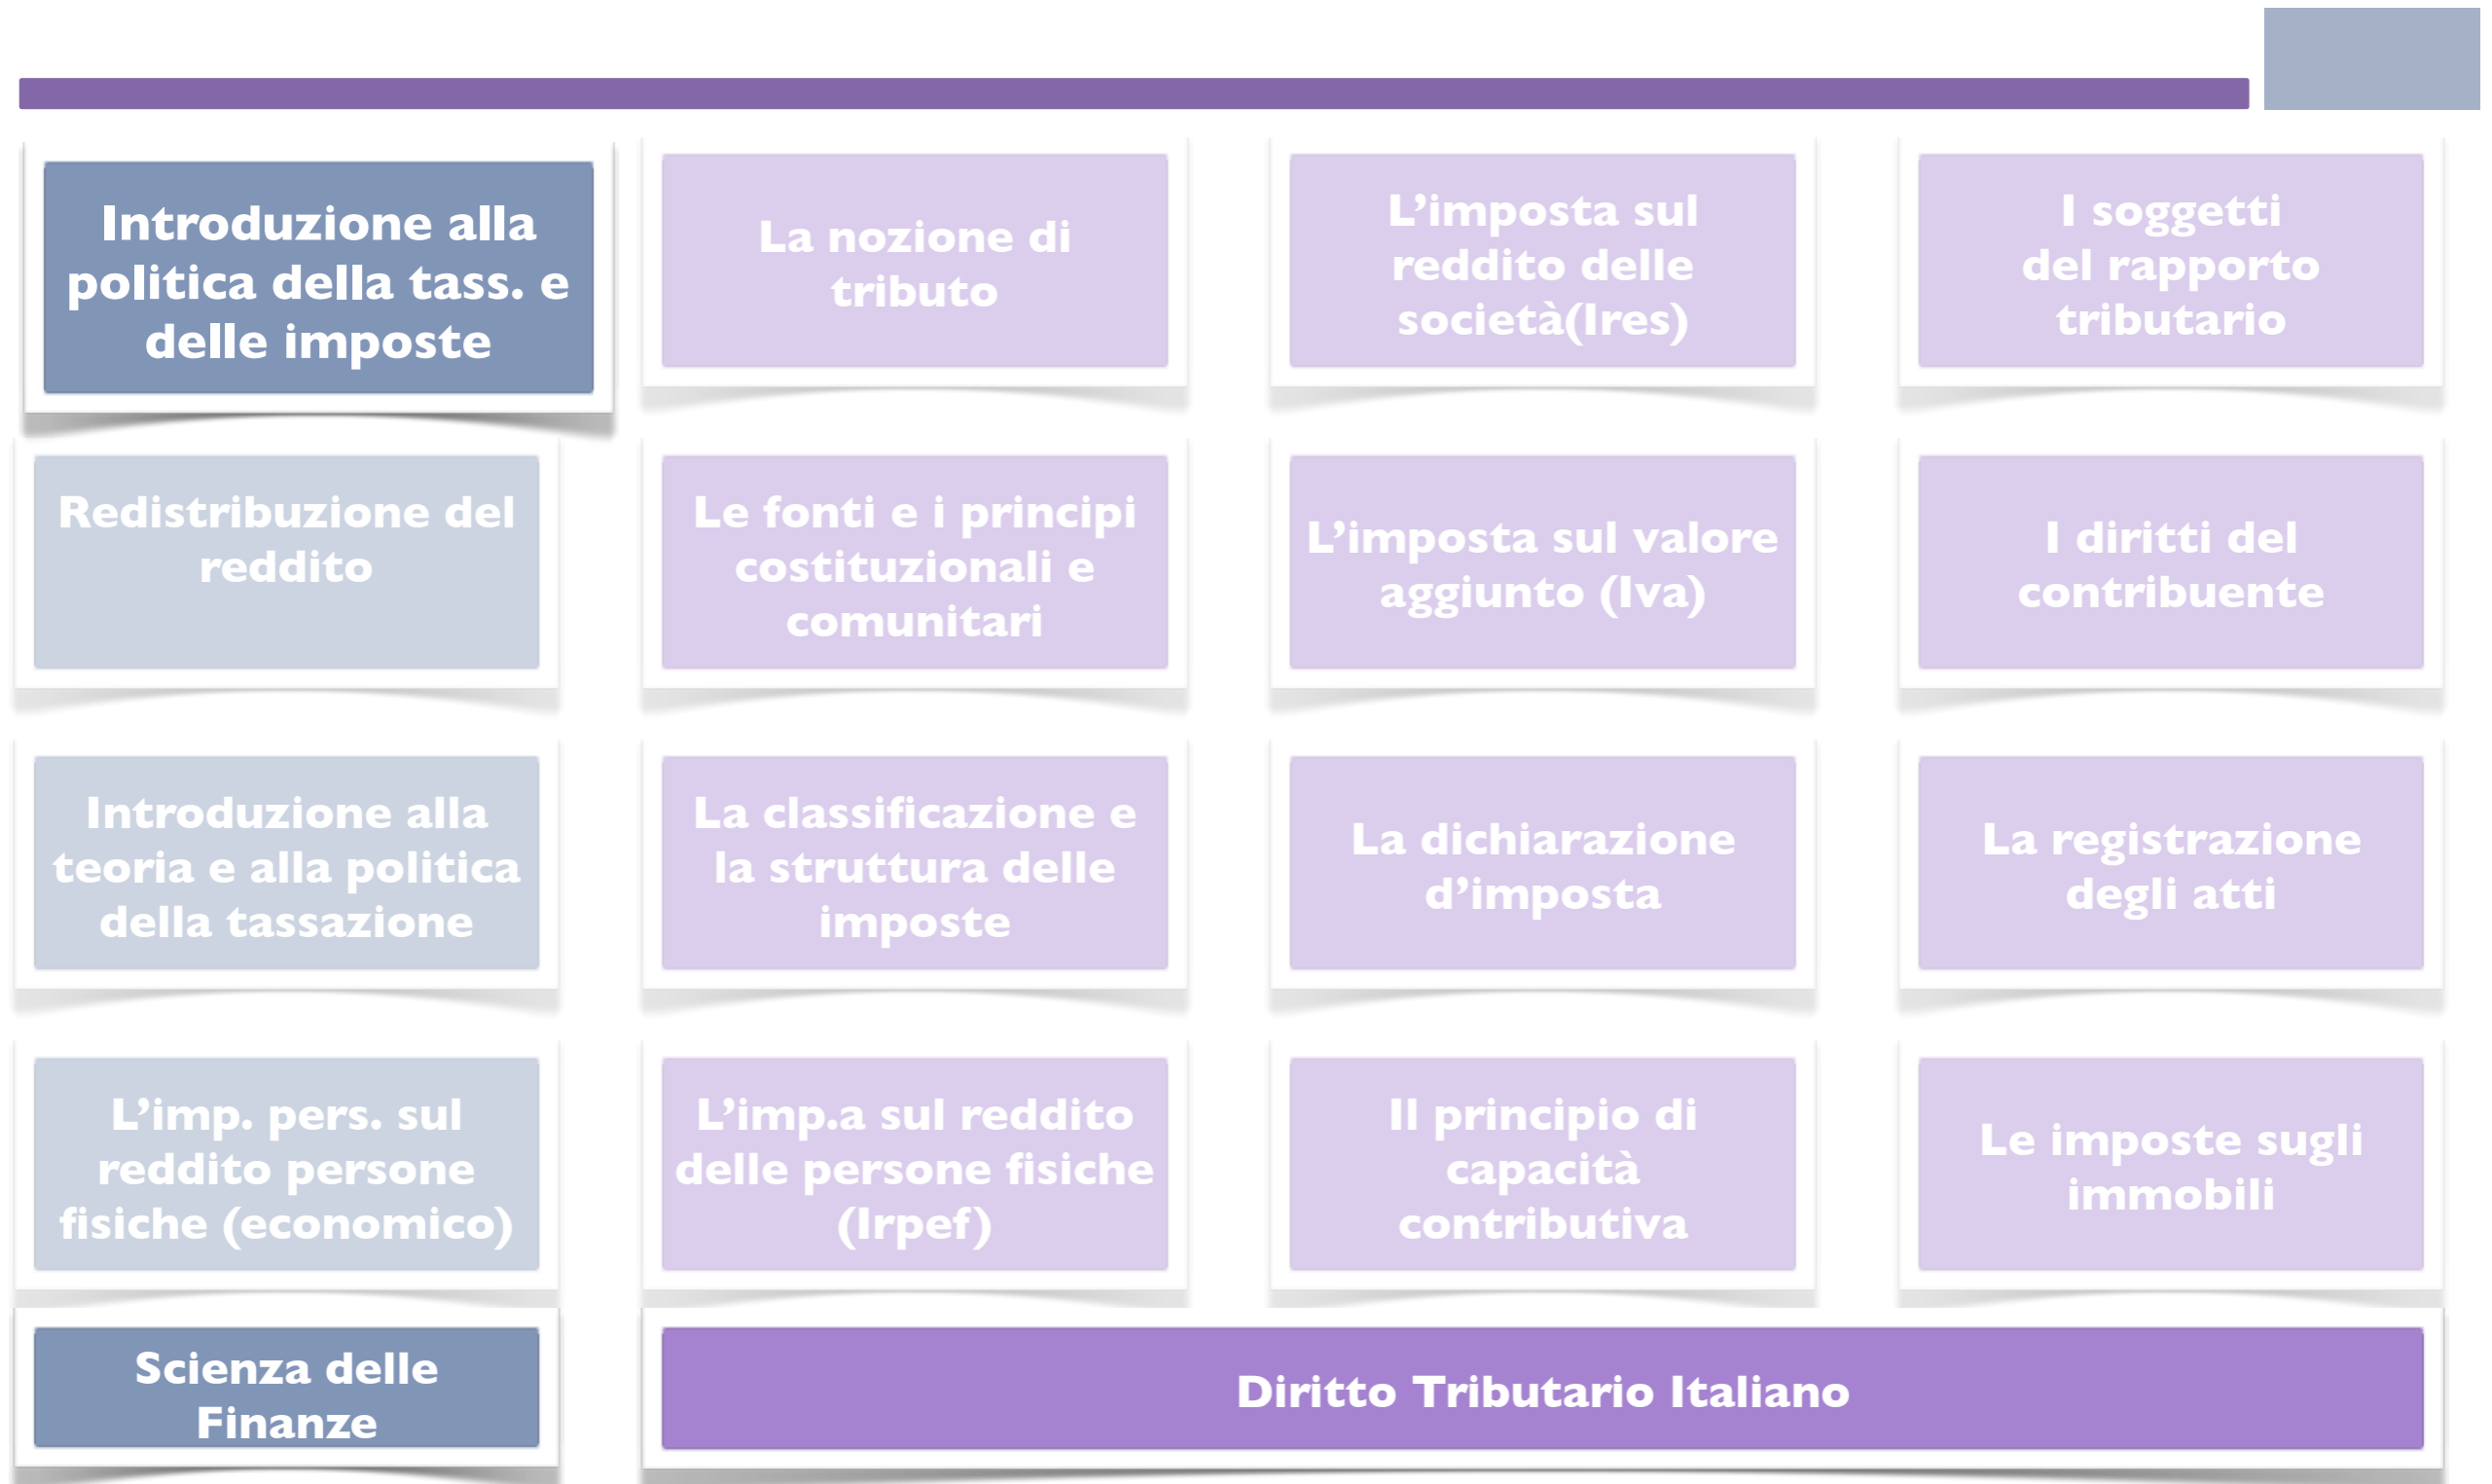 Introduzione alla
politica della tass. e
delle imposte
La nozione di
tributo
L’imposta sul
reddito delle
società(Ires)
I soggetti
del rapporto
tributario
Redistribuzione del
reddito
Le fonti e i principi
costituzionali e
comunitari
L’imposta sul valore
aggiunto (Iva)
I diritti del
contribuente
Introduzione alla
teoria e alla politica
della tassazione
La classificazione e
la struttura delle
imposte
La dichiarazione
d’imposta
La registrazione
degli atti
L’imp. pers. sul
reddito persone
fisiche (economico)
L’imp.a sul reddito
delle persone fisiche
(Irpef)
Il principio di
capacità
contributiva
Le imposte sugli
immobili
Scienza delle
Finanze
Diritto Tributario Italiano